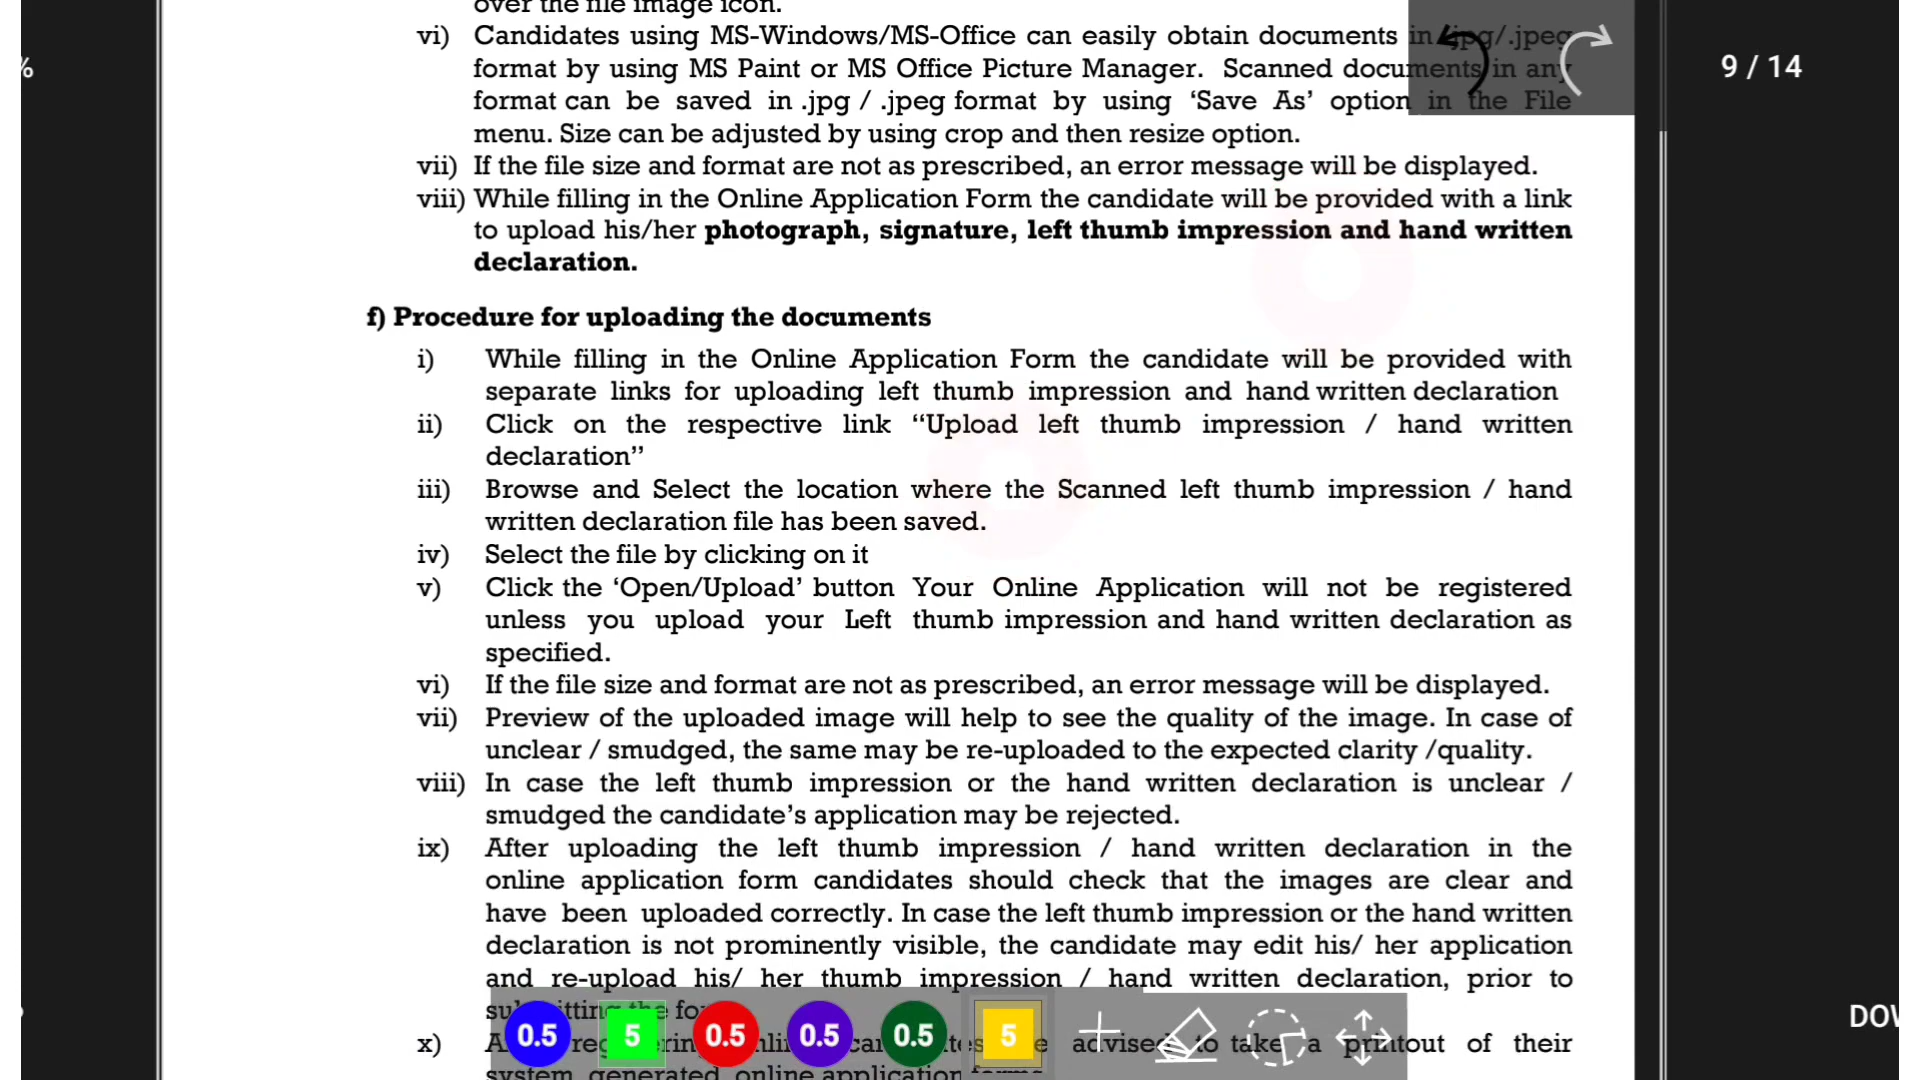 over the file image icon.
vi) Candidates using MS-Windows/MS-Office can easily obtain documents in .jpg/.jpeg
format by using MS Paint or MS Office Picture Manager. Scanned documents in any
format can be saved in .jpg / .jpeg format by using ‘Save As’ option in the File
menu. Size can be adjusted by using crop and then resize option.
vii) If the file size and format are not as prescribed, an error message will be displayed.
viii) While filling in the Online Application Form the candidate will be provided with a link
to upload his/her photograph, signature, left thumb impression and hand written
declaration.
%
9 / 14
f) Procedure for uploading the documents
i) While filling in the Online Application Form the candidate will be provided with
separate links for uploading left thumb impression and hand written declaration
ii) Click on the respective link “Upload left thumb impression / hand written
declaration”
iii) Browse and Select the location where the Scanned left thumb impression / hand
written declaration file has been saved.
iv) Select the file by clicking on it
v) Click the ‘Open/Upload’ button Your Online Application will not be registered
unless you upload your Left thumb impression and hand written declaration as
specified.
vi) If the file size and format are not as prescribed, an error message will be displayed.
vii) Preview of the uploaded image will help to see the quality of the image. In case of
unclear / smudged, the same may be re-uploaded to the expected clarity /quality.
viii) In case the left thumb impression or the hand written declaration is unclear /
smudged the candidate’s application may be rejected.
ix) After uploading the left thumb impression / hand written declaration in the
online application form candidates should check that the images are clear and
have been uploaded correctly. In case the left thumb impression or the hand written
declaration is not prominently visible, the candidate may edit his/ her application
and re-upload his/ her thumb impression / hand written declaration, prior to
the
0.5 5 0.5 0.5 0.5 5
x) advised to take a printout of their
system generated online application
DOW